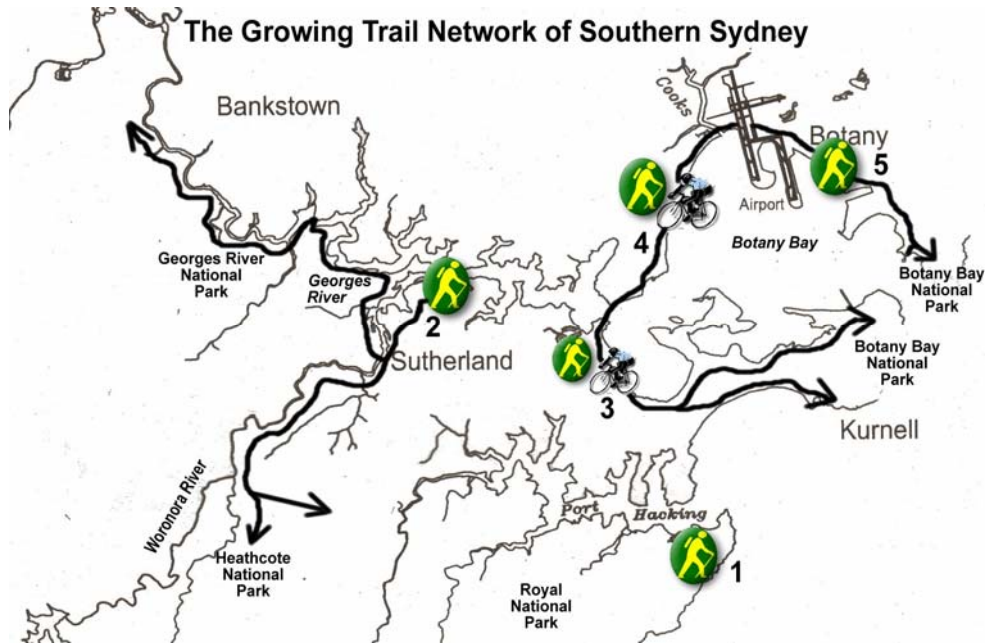 The Growing Trail Network of Southern Sydney
Bankstown
Cooks
Botany
5
Airport
4
Botany Bay
Georges River
National
Park
Georges
River
Botany Bay
National
Park
2
Sutherland
Botany Bay
National
Park
3
Kurnell
Woronora River
Port Hacking
Heathcote
National
Park
1
Royal
National
Park